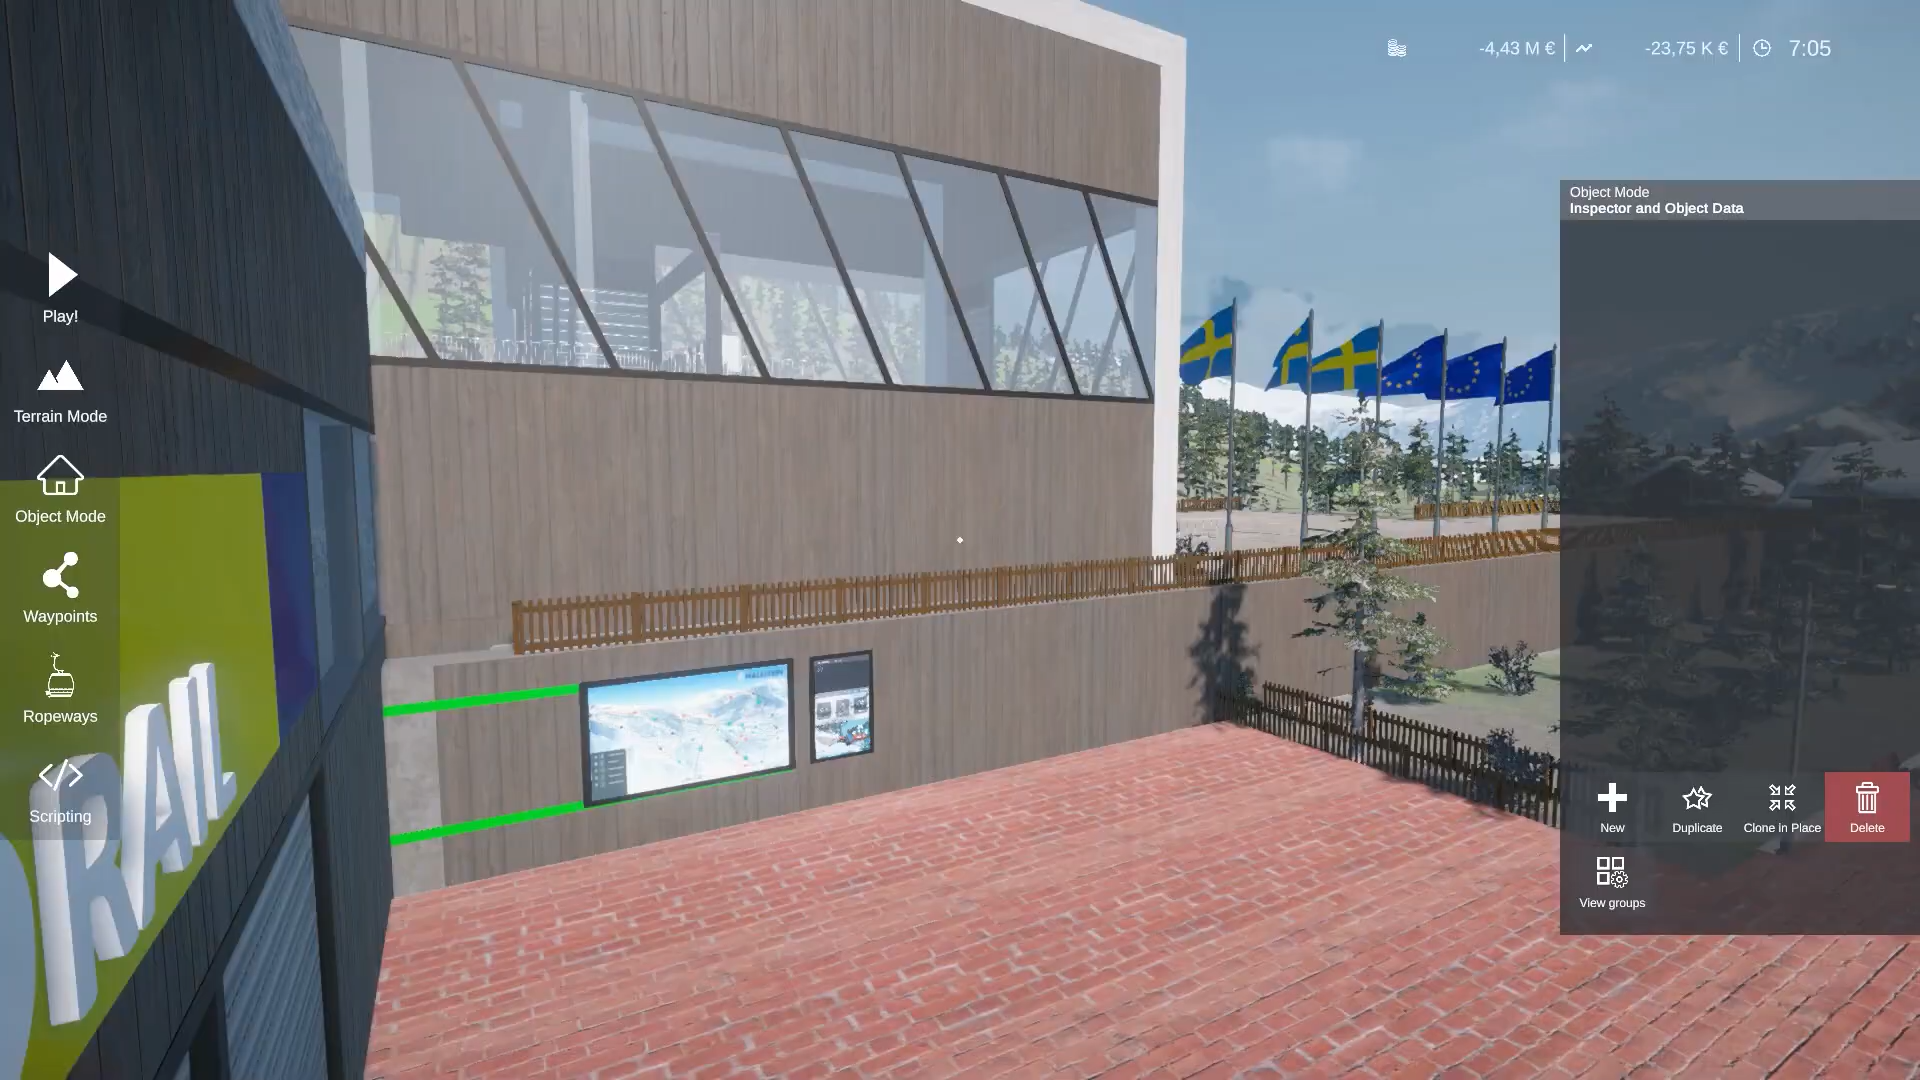 -4,43 M €
-23,75 K €
7:05
Object Mode
Inspector and Object Data
Play!
Terrain Mode
Object Mode
Waypoints
Ropeways
Scripting
RAIL
New
Duplicate
Clone in Place
Delete
View groups